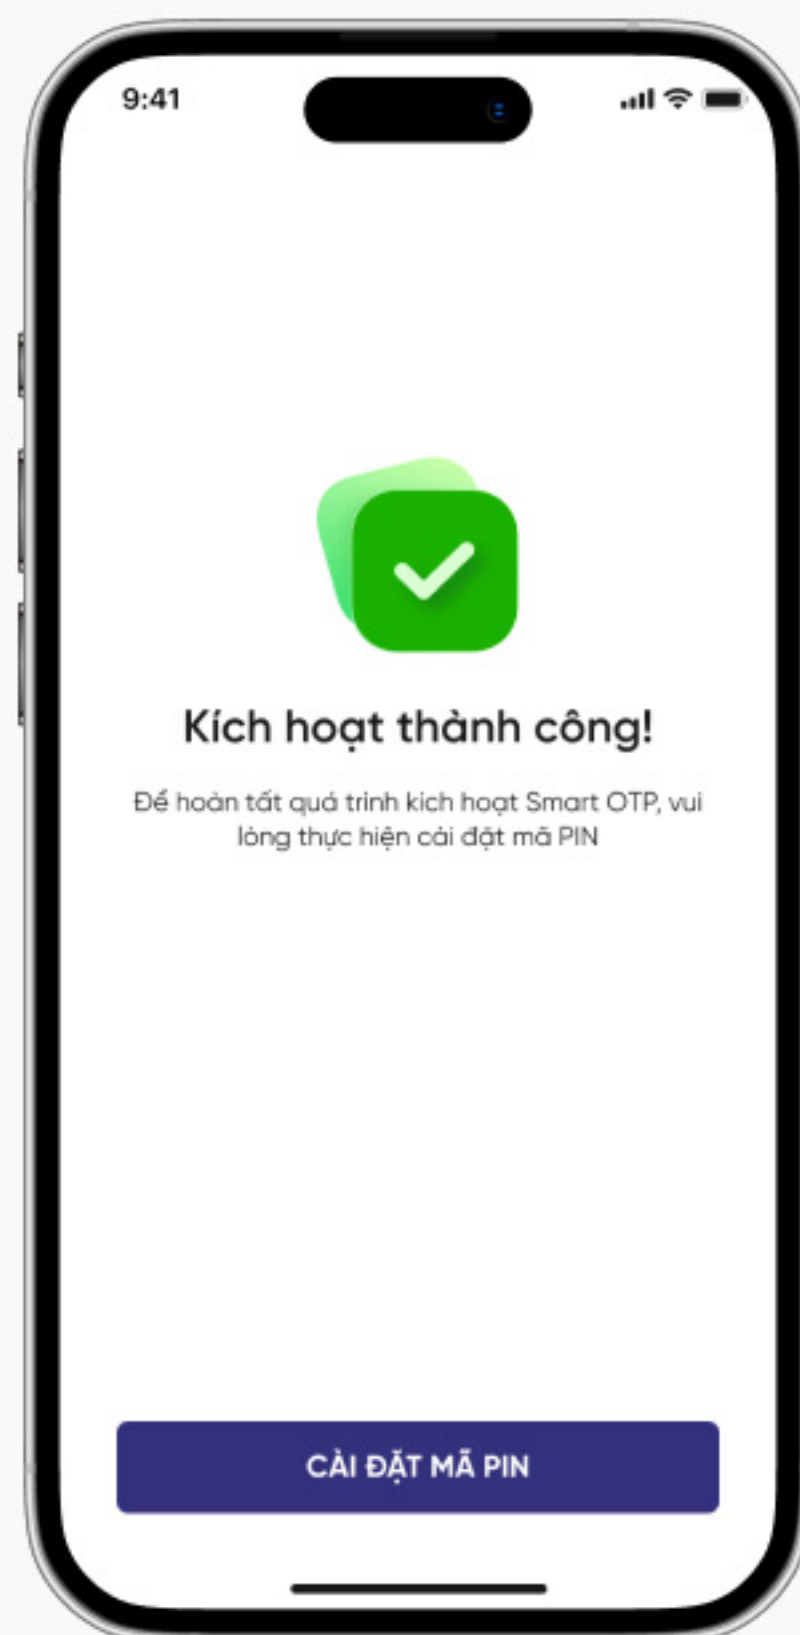 9:41
Kích hoạt thành công!
Để hoàn tất quá trình kích hoạt Smart OTP, vui
lòng thực hiện cài đặt mã PIN
CÀI ĐẶT MÃ PIN